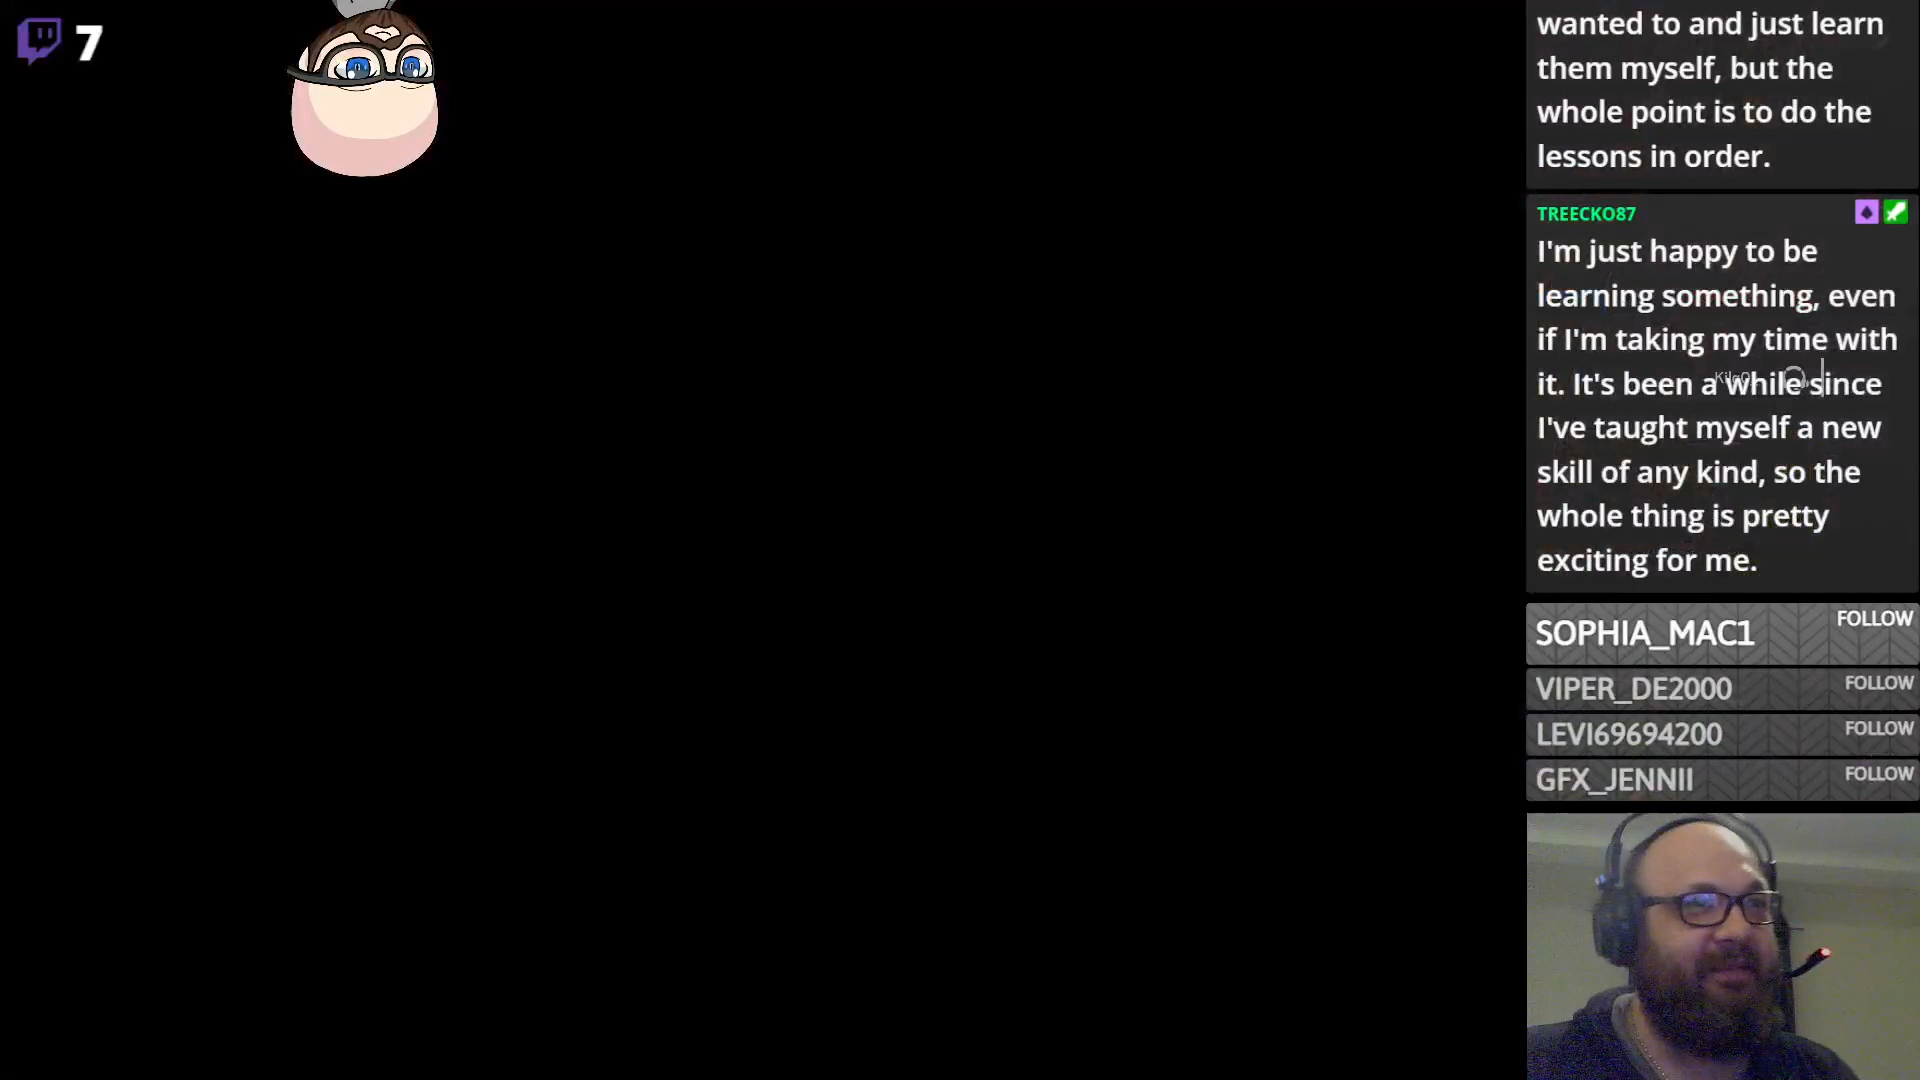 7
wanted to and just learn
them myself, but the
whole point is to do the
lessons in order.
TREECKO87
I'm just happy to be
learning something, even
if I'm taking my time with
it. It's been a while since
I've taught myself a new
skill of any kind, so the
whole thing is pretty
exciting for me.
SOPHIA_MAC1 FOLLOW
VIPER_DE2000 FOLLOW
LEVI69694200 FOLLOW
GFX_JENNII FOLLOW